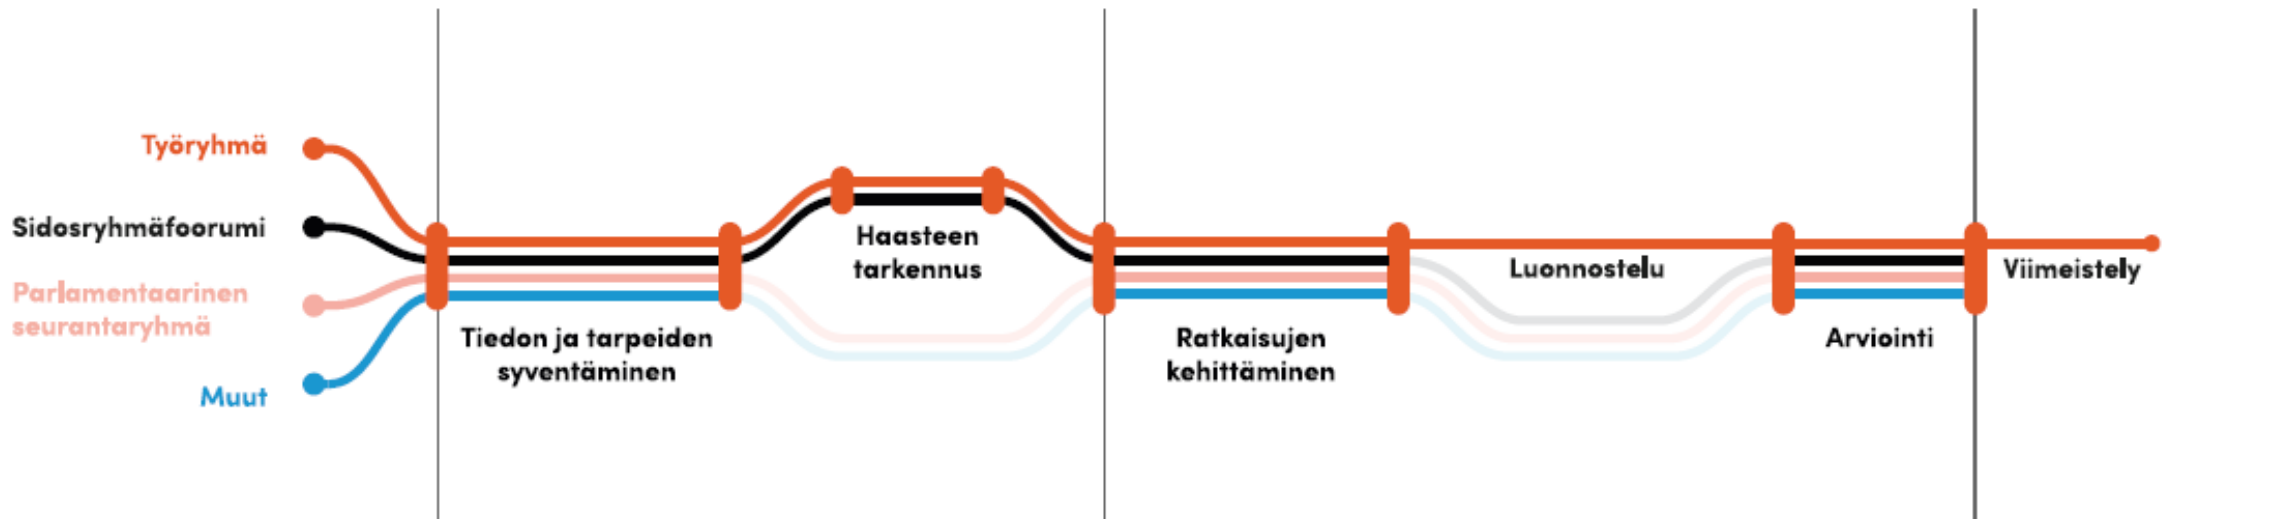 Työryhmä
Sidosryhmäfoorumi
Parlamentaarinen
seurantaryhmä
Muut
Tiedon ja tarpeiden
syventäminen
Haasteen
tarkennus
Ratkaisujen
kehittäminen
Luonnostelu
Arviointi
Viimeistely